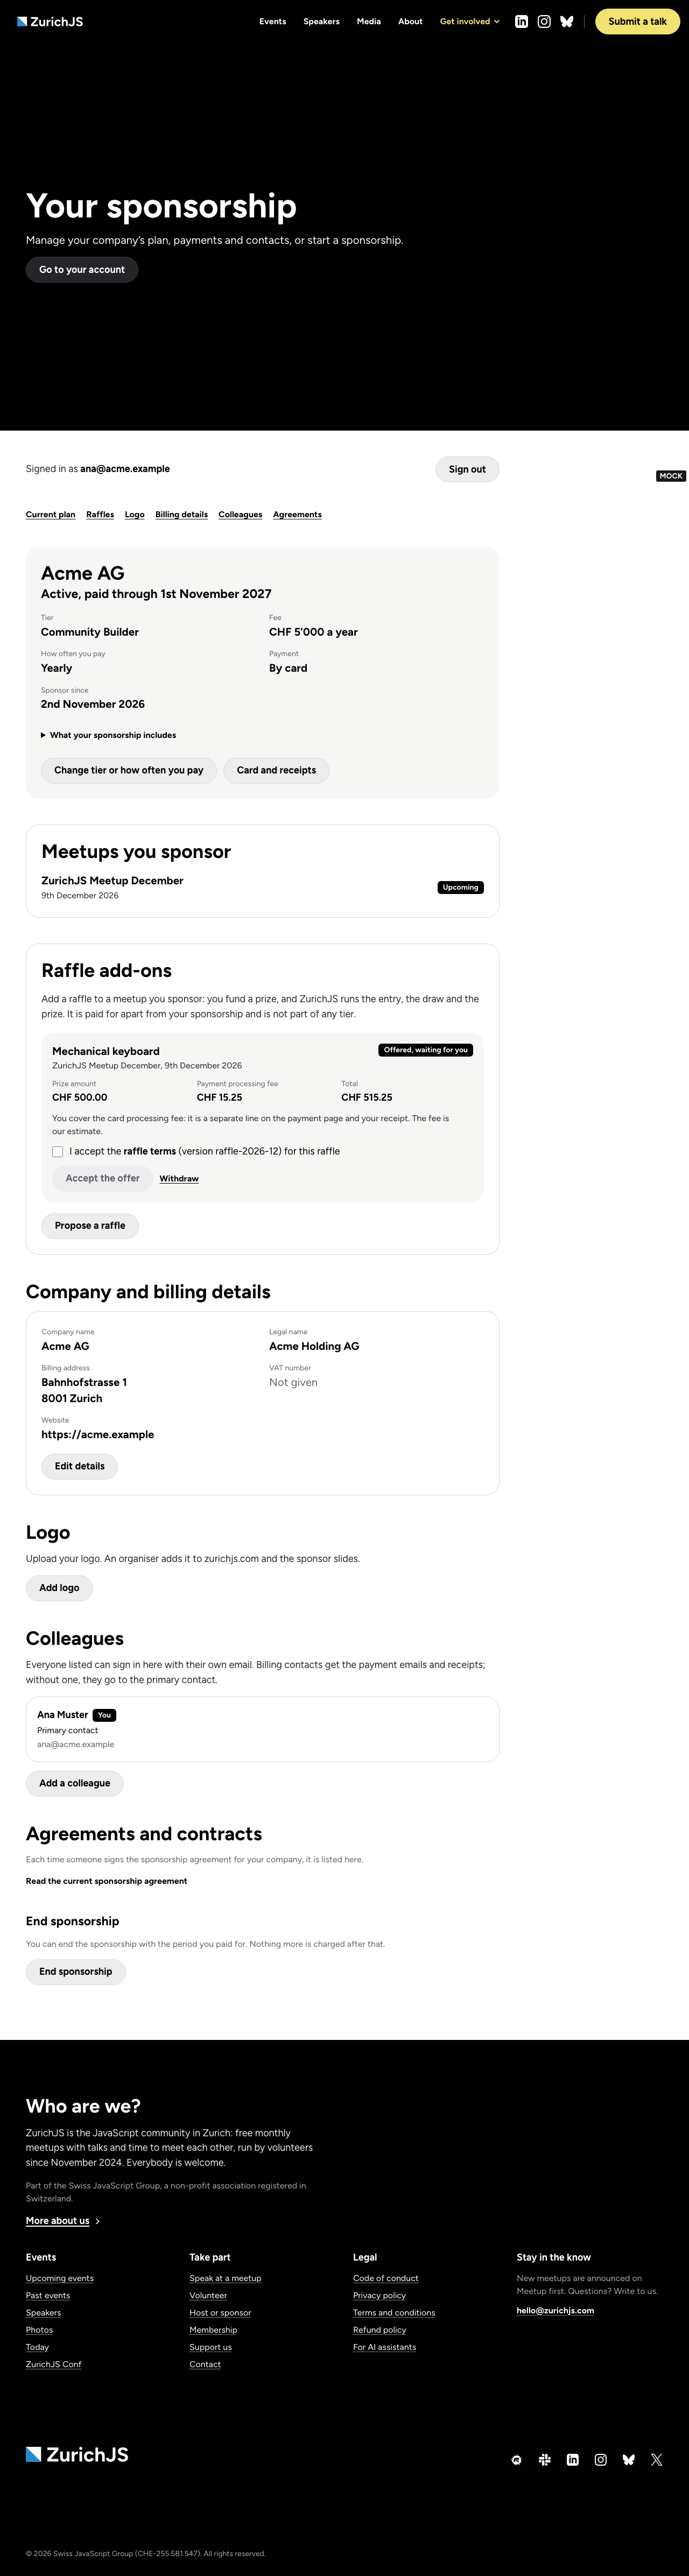 ZurichJS
Events
Speakers
Media
About
Get involved
Submit a talk
Your sponsorship
Manage your company’s plan, payments and contacts, or start a sponsorship.
Go to your account
Signed in as ana@acme.example
Sign out
MOCK
Current plan
Raffles
Logo
Billing details
Colleagues
Agreements
Acme AG
Active, paid through 1st November 2027
Tier
Community Builder
Fee
CHF 5’000 a year
How often you pay
Yearly
Payment
By card
Sponsor since
2nd November 2026
What your sponsorship includes
Change tier or how often you pay
Card and receipts
Meetups you sponsor
ZurichJS Meetup December
9th December 2026
Upcoming
Raffle add-ons
Add a raffle to a meetup you sponsor: you fund a prize, and ZurichJS runs the entry, the draw and the
prize. It is paid for apart from your sponsorship and is not part of any tier.
Mechanical keyboard
Offered, waiting for you
ZurichJS Meetup December, 9th December 2026
Prize amount
CHF 500.00
Payment processing fee
CHF 15.25
Total
CHF 515.25
You cover the card processing fee: it is a separate line on the payment page and your receipt. The fee is
our estimate.
I accept the raffle terms (version raffle-2026-12) for this raffle
Accept the offer
Withdraw
Propose a raffle
Company and billing details
Company name
Acme AG
Legal name
Acme Holding AG
Billing address
Bahnhofstrasse 1
8001 Zurich
VAT number
Not given
Website
https://acme.example
Edit details
Logo
Upload your logo. An organiser adds it to zurichjs.com and the sponsor slides.
Add logo
Colleagues
Everyone listed can sign in here with their own email. Billing contacts get the payment emails and receipts;
without one, they go to the primary contact.
Ana Muster
You
Primary contact
ana@acme.example
Add a colleague
Agreements and contracts
Each time someone signs the sponsorship agreement for your company, it is listed here.
Read the current sponsorship agreement
End sponsorship
You can end the sponsorship with the period you paid for. Nothing more is charged after that.
End sponsorship
Who are we?
ZurichJS is the JavaScript community in Zurich: free monthly
meetups with talks and time to meet each other, run by volunteers
since November 2024. Everybody is welcome.
Part of the Swiss JavaScript Group, a non-profit association registered in
Switzerland.
More about us
Events
Upcoming events
Past events
Speakers
Photos
Today
ZurichJS Conf
Take part
Speak at a meetup
Volunteer
Host or sponsor
Membership
Support us
Contact
Legal
Code of conduct
Privacy policy
Terms and conditions
Refund policy
For AI assistants
Stay in the know
New meetups are announced on
Meetup first. Questions? Write to us.
hello@zurichjs.com
ZurichJS
© 2026 Swiss JavaScript Group (CHE-255.581.547). All rights reserved.